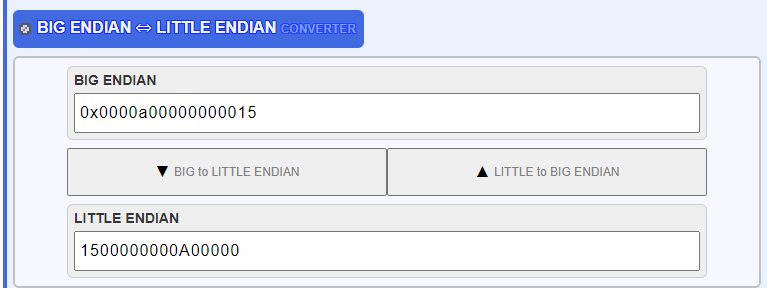 BIG ENDIAN ⇔ LITTLE ENDIAN CONVERTER
BIG ENDIAN
0x0000a00000000015
▼ BIG to LITTLE ENDIAN
▲ LITTLE to BIG ENDIAN
LITTLE ENDIAN
1500000000A00000